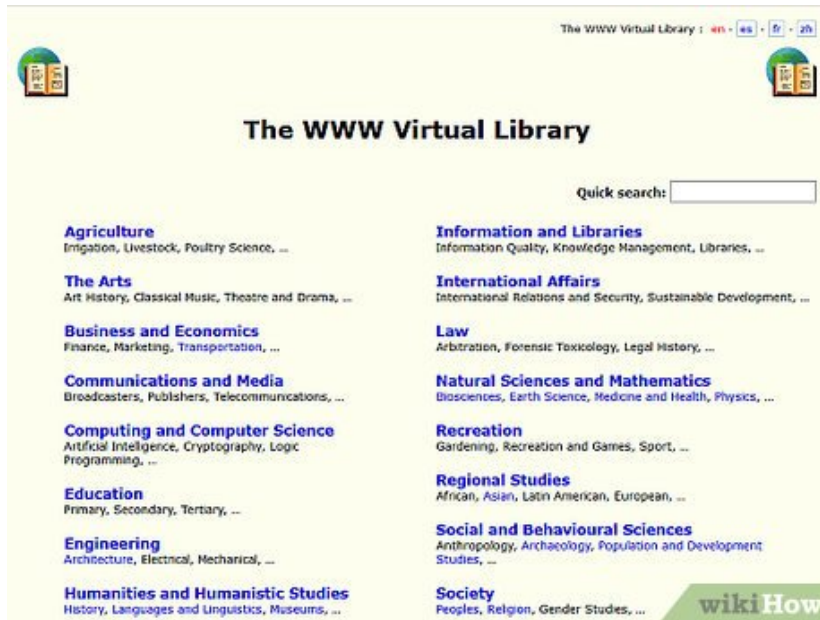 The WWW Virtual Library : en - es - fr - zh
The WWW Virtual Library
Quick search:
Agriculture
Irrigation, Livestock, Poultry Science, ...
The Arts
Art History, Classical Music, Theatre and Drama, ...
Business and Economics
Finance, Marketing, Transportation, ...
Communications and Media
Broadcasters, Publishers, Telecommunications, ...
Computing and Computer Science
Artificial Intelligence, Cryptography, Logic
Programming, ...
Education
Primary, Secondary, Tertiary, ...
Engineering
Architecture, Electrical, Mechanical, ...
Humanities and Humanistic Studies
History, Languages and Linguistics, Museums, ...
Information and Libraries
Information Quality, Knowledge Management, Libraries, ...
International Affairs
International Relations and Security, Sustainable Development, ...
Law
Arbitration, Forensic Toxicology, Legal History, ...
Natural Sciences and Mathematics
Biosciences, Earth Science, Medicine and Health, Physics, ...
Recreation
Gardening, Recreation and Games, Sport, ...
Regional Studies
African, Asian, Latin American, European, ...
Social and Behavioural Sciences
Anthropology, Archaeology, Population and Development
Studies, ...
Society
Peoples, Religion, Gender Studies, ...
wikiHow